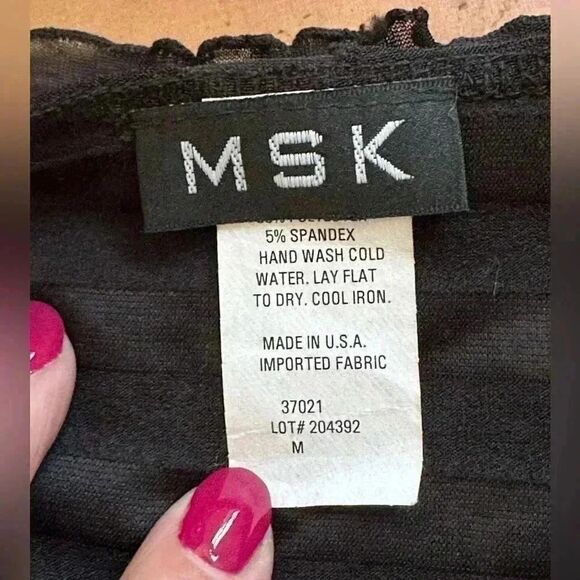 MSK
5% SPANDEX
HAND WASH COLD
WATER. LAY FLAT
TO DRY. COOL IRON.
MADE IN U.S.A.
IMPORTED FABRIC
37021
LOT# 204392
M